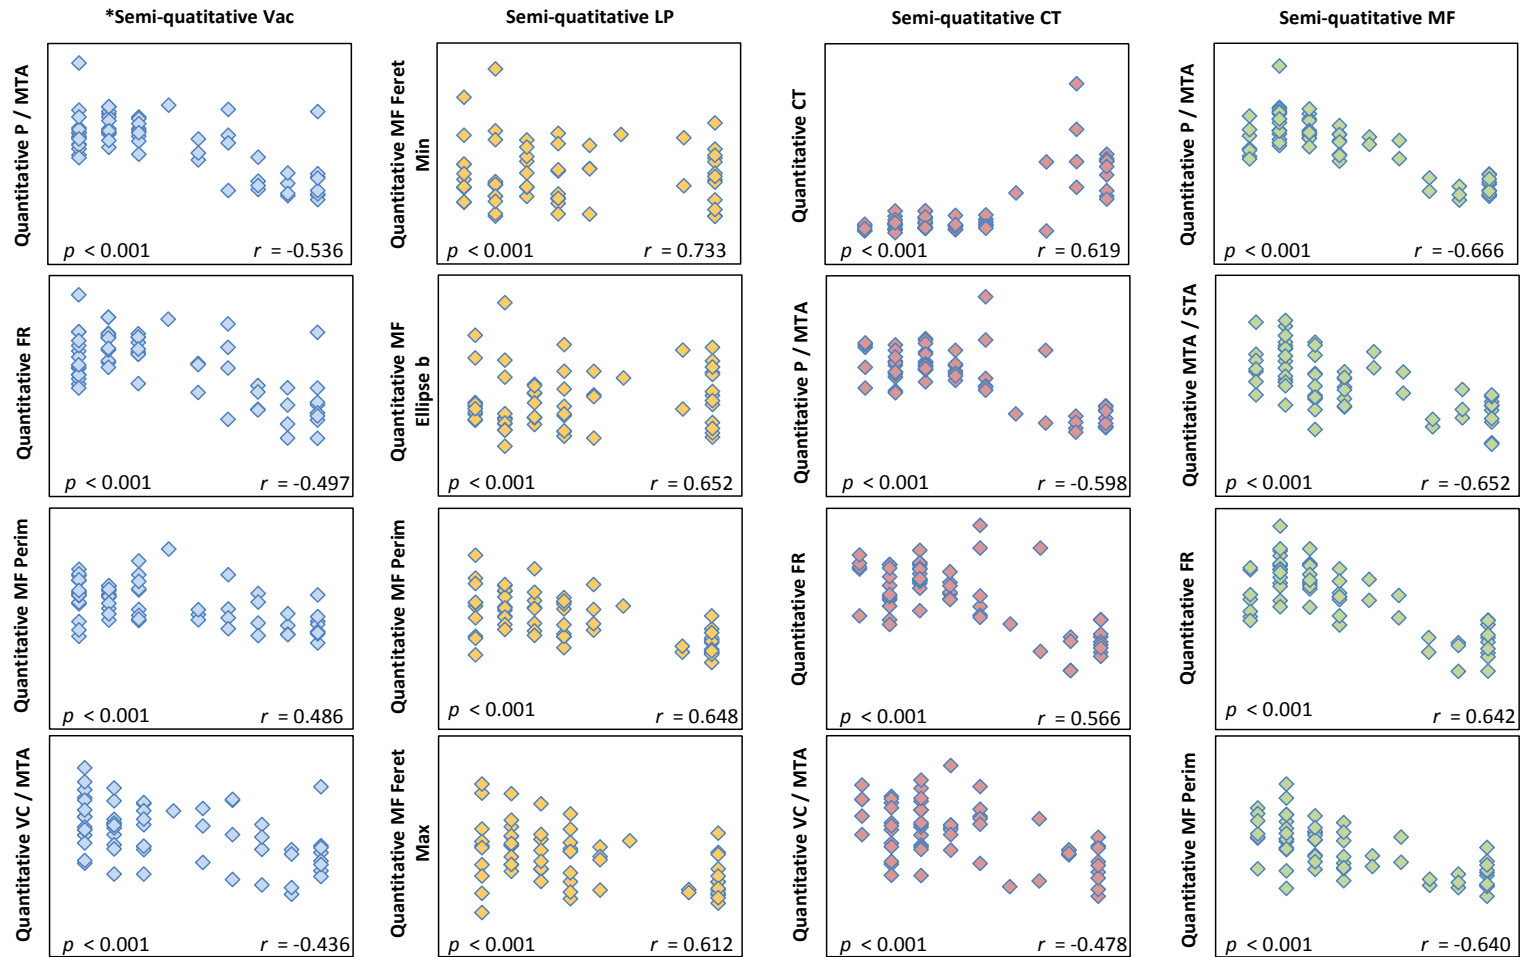 *Semi-quatitative Vac
Semi-quatitative LP
Semi-quatitative CT
Semi-quatitative MF
Quantitative P / MTA
p < 0.001
r = -0.536
Quantitative MF Feret
Min
p < 0.001
r = 0.733
Quantitative CT
p < 0.001
r = 0.619
Quantitative P / MTA
p < 0.001
r = -0.666
Quantitative FR
p < 0.001
r = -0.497
Quantitative MF
Ellipse b
p < 0.001
r = 0.652
Quantitative P / MTA
p < 0.001
r = -0.598
Quantitative MTA / STA
p < 0.001
r = -0.652
Quantitative MF Perim
p < 0.001
r = 0.486
Quantitative MF Perim
p < 0.001
r = 0.648
Quantitative FR
p < 0.001
r = 0.566
Quantitative FR
p < 0.001
r = 0.642
Quantitative VC / MTA
p < 0.001
r = -0.436
Quantitative MF Feret
Max
p < 0.001
r = 0.612
Quantitative VC / MTA
p < 0.001
r = -0.478
Quantitative MF Perim
p < 0.001
r = -0.640